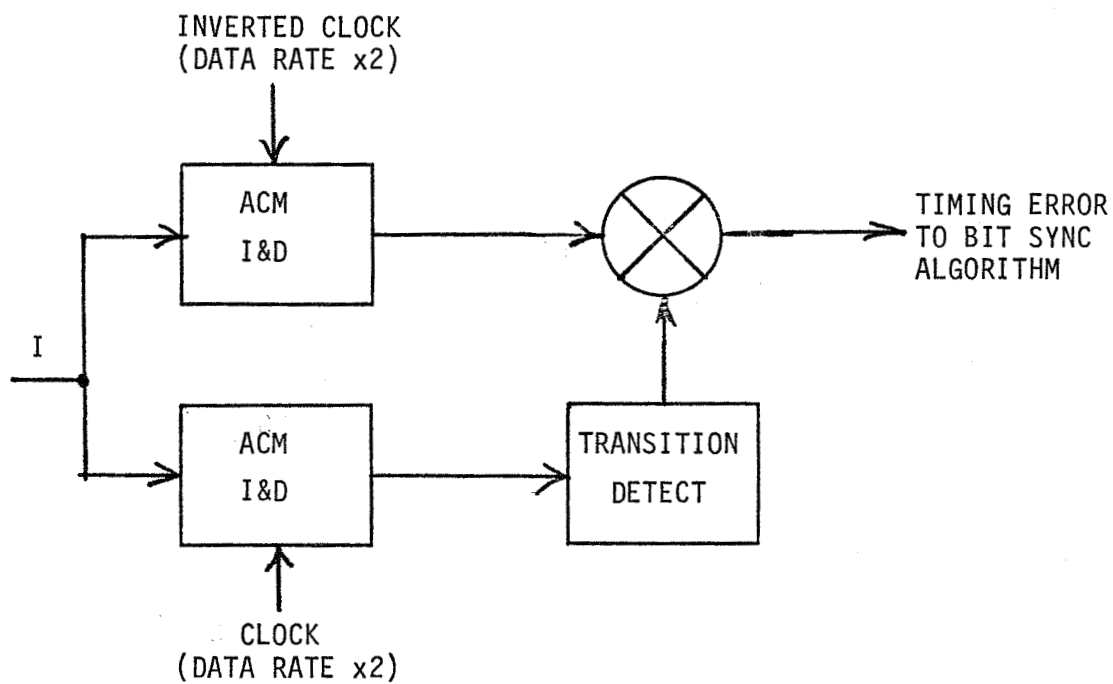 INVERTED CLOCK
(DATA RATE x2)
ACM
I&D
TIMING ERROR
TO BIT SYNC
ALGORITHM
I
ACM
I&D
TRANSITION
DETECT
CLOCK
(DATA RATE x2)